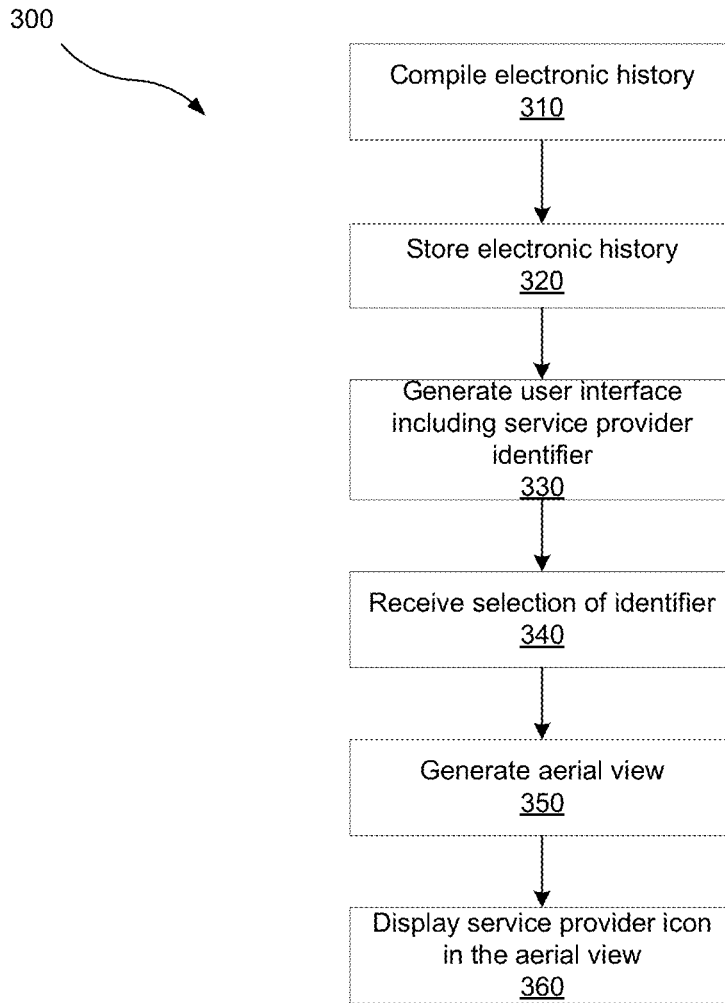 300
Compile electronic history
310
Store electronic history
320
Generate user interface
including service provider
identifier
330
Receive selection of identifier
340
Generate aerial view
350
Display service provider icon
in the aerial view
360